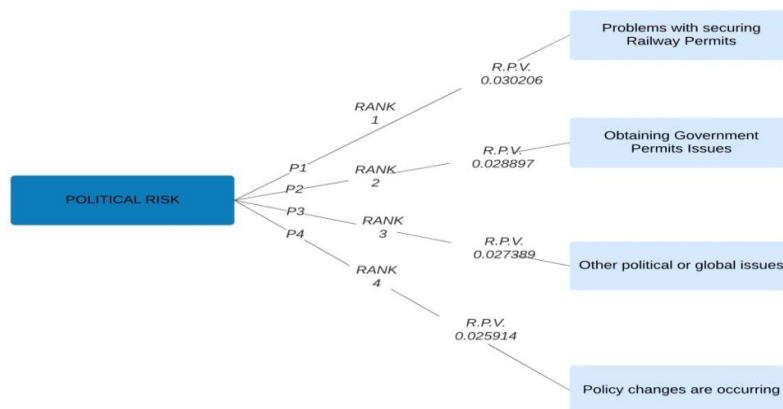 POLITICAL RISK
P1
RANK
1
R.P.V.
0.030206
Problems with securing
Railway Permits
P2
RANK
2
R.P.V.
0.028897
Obtaining Government
Permits Issues
P3
RANK
3
R.P.V.
0.027389
Other political or global issues
P4
RANK
4
R.P.V.
0.025914
Policy changes are occurring